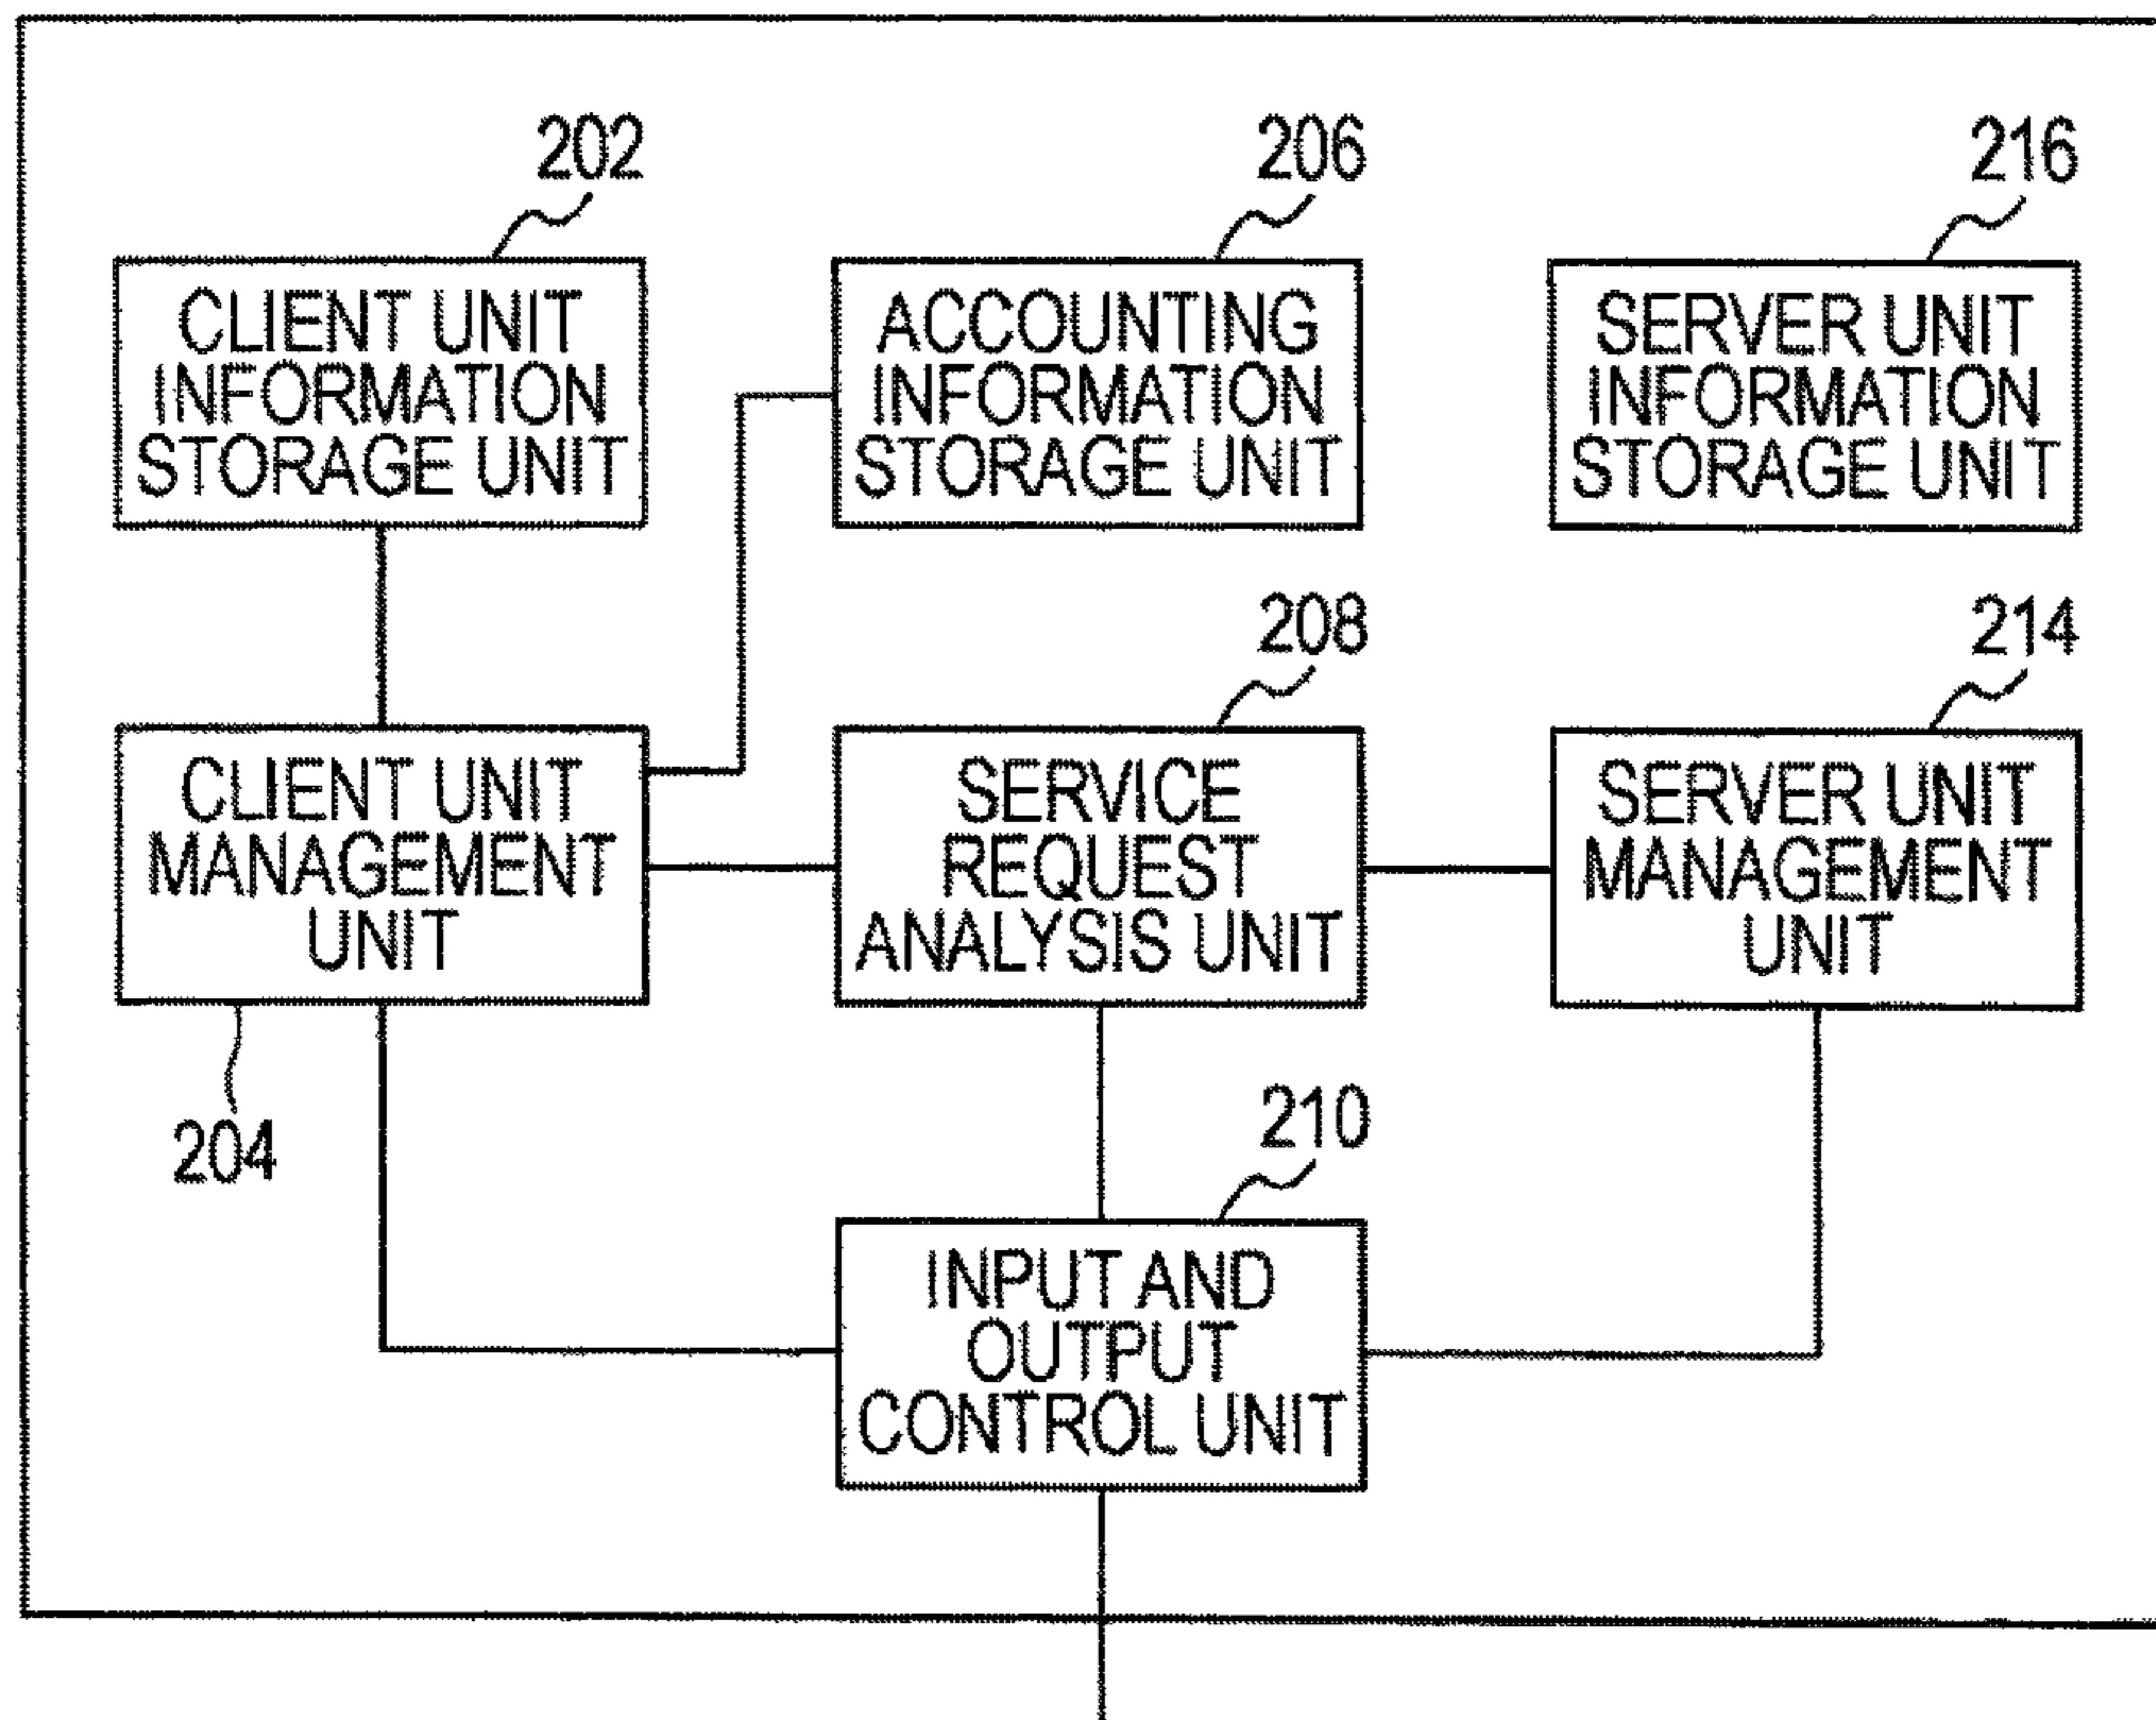 202
206
216
CLIENT UNIT
INFORMATION
STORAGE UNIT
ACCOUNTING
INFORMATION
STORAGE UNIT
SERVER UNIT
INFORMATION
STORAGE UNIT
208
214
CLIENT UNIT
MANAGEMENT
UNIT
SERVICE
REQUEST
ANALYSIS UNIT
SERVER UNIT
MANAGEMENT
UNIT
204
210
INPUT AND
OUTPUT
CONTROL UNIT